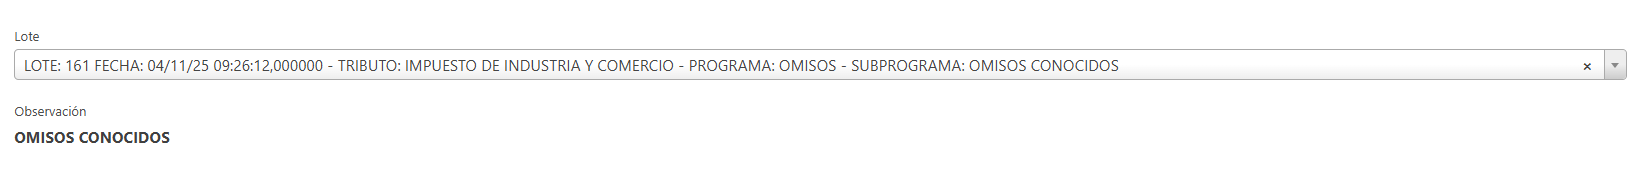 Lote
LOTE: 161 FECHA: 04/11/25 09:26:12,000000 - TRIBUTO: IMPUESTO DE INDUSTRIA Y COMERCIO - PROGRAMA: OMISOS - SUBPROGRAMA: OMISOS CONOCIDOS ×
Observación
OMISOS CONOCIDOS